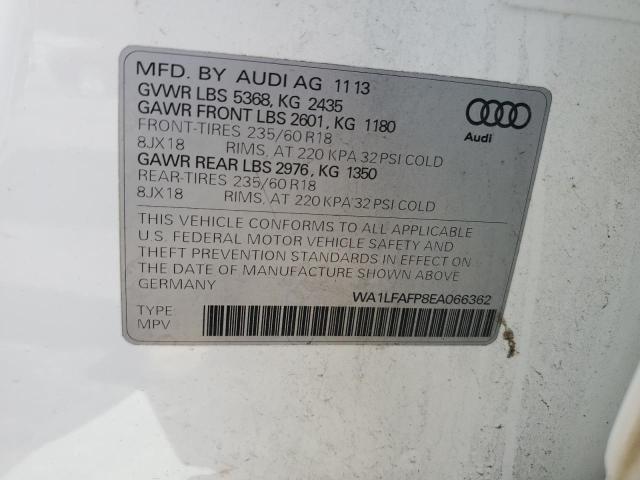 MFD. BY AUDI AG 11 13
GVWR LBS 5368, KG 2435
GAWR FRONT LBS 2601, KG 1180
FRONT-TIRES 235/60 R18
8JX18 RIMS, AT 220 KPA 32 PSI COLD
GAWR REAR LBS 2976, KG 1350
REAR-TIRES 235/60 R18
8JX18 RIMS, AT 220 KPA 32 PSI COLD
Audi
THIS VEHICLE CONFORMS TO ALL APPLICABLE
U.S. FEDERAL MOTOR VEHICLE SAFETY AND
THEFT PREVENTION STANDARDS IN EFFECT ON
THE DATE OF MANUFACTURE SHOWN ABOVE
GERMANY
WA1LFAFP8EA066362
TYPE:
MPV